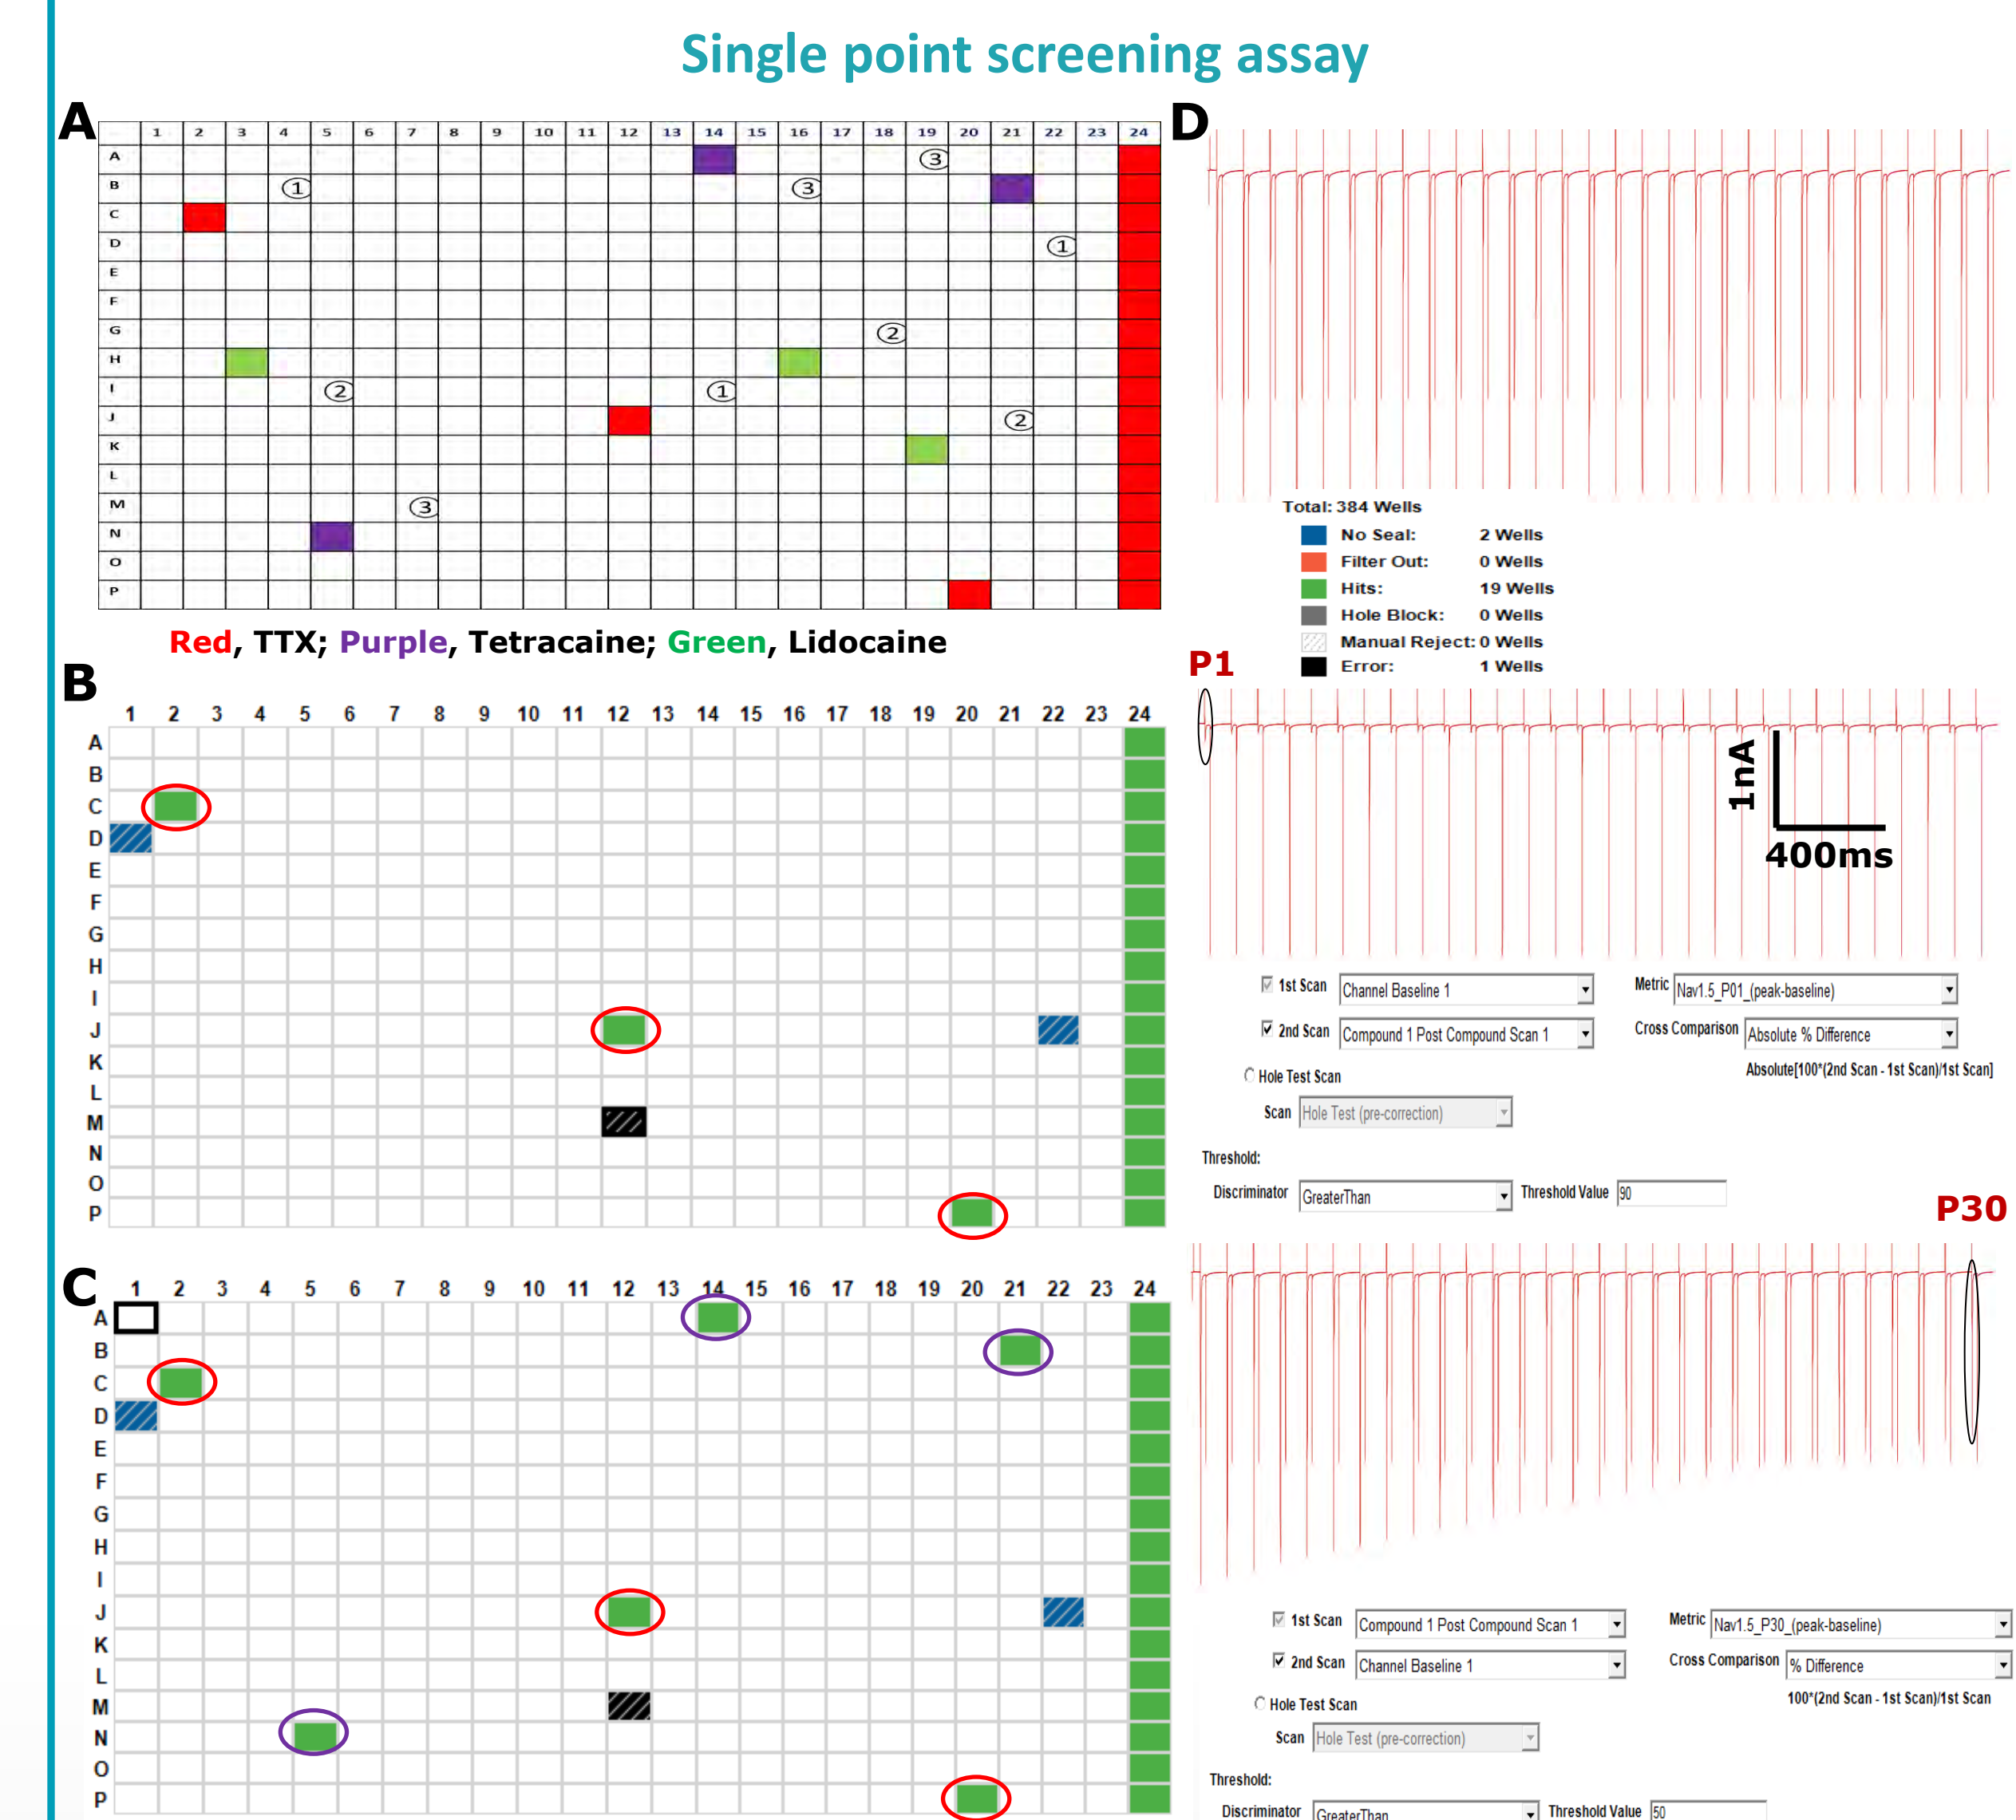 Single point screening assay
A
1 2 3 4 5 6 7 8 9 10 11 12 13 14 15 16 17 18 19 20 21 22 23 24
A ③
B ① ③
C
D ①
E
F
G ②
H
I ② ①
J ②
K
L
M ③
N
O
P
Red, TTX; Purple, Tetracaine; Green, Lidocaine
B
1 2 3 4 5 6 7 8 9 10 11 12 13 14 15 16 17 18 19 20 21 22 23 24
A
B
C
D
E
F
G
H
I
J
K
L
M
N
O
P
C
1 2 3 4 5 6 7 8 9 10 11 12 13 14 15 16 17 18 19 20 21 22 23 24
A
B
C
D
E
F
G
H
I
J
K
L
M
N
O
P
D
Total: 384 Wells
No Seal: 2 Wells
Filter Out: 0 Wells
Hits: 19 Wells
Hole Block: 0 Wells
Manual Reject: 0 Wells
Error: 1 Wells
P1
1nA
400ms
1st Scan Channel Baseline 1 Metric Nav1.5_P01_(peak-baseline)
2nd Scan Compound 1 Post Compound Scan 1 Cross Comparison Absolute % Difference
Absolute[100*(2nd Scan - 1st Scan)/1st Scan]
Hole Test Scan
Scan Hole Test (pre-correction)
Threshold:
Discriminator GreaterThan Threshold Value 90
P30
1st Scan Compound 1 Post Compound Scan 1 Metric Nav1.5_P30_(peak-baseline)
2nd Scan Channel Baseline 1 Cross Comparison % Difference
100*(2nd Scan - 1st Scan)/1st Scan
Hole Test Scan
Scan Hole Test (pre-correction)
Threshold:
Discriminator GreaterThan Threshold Value 50